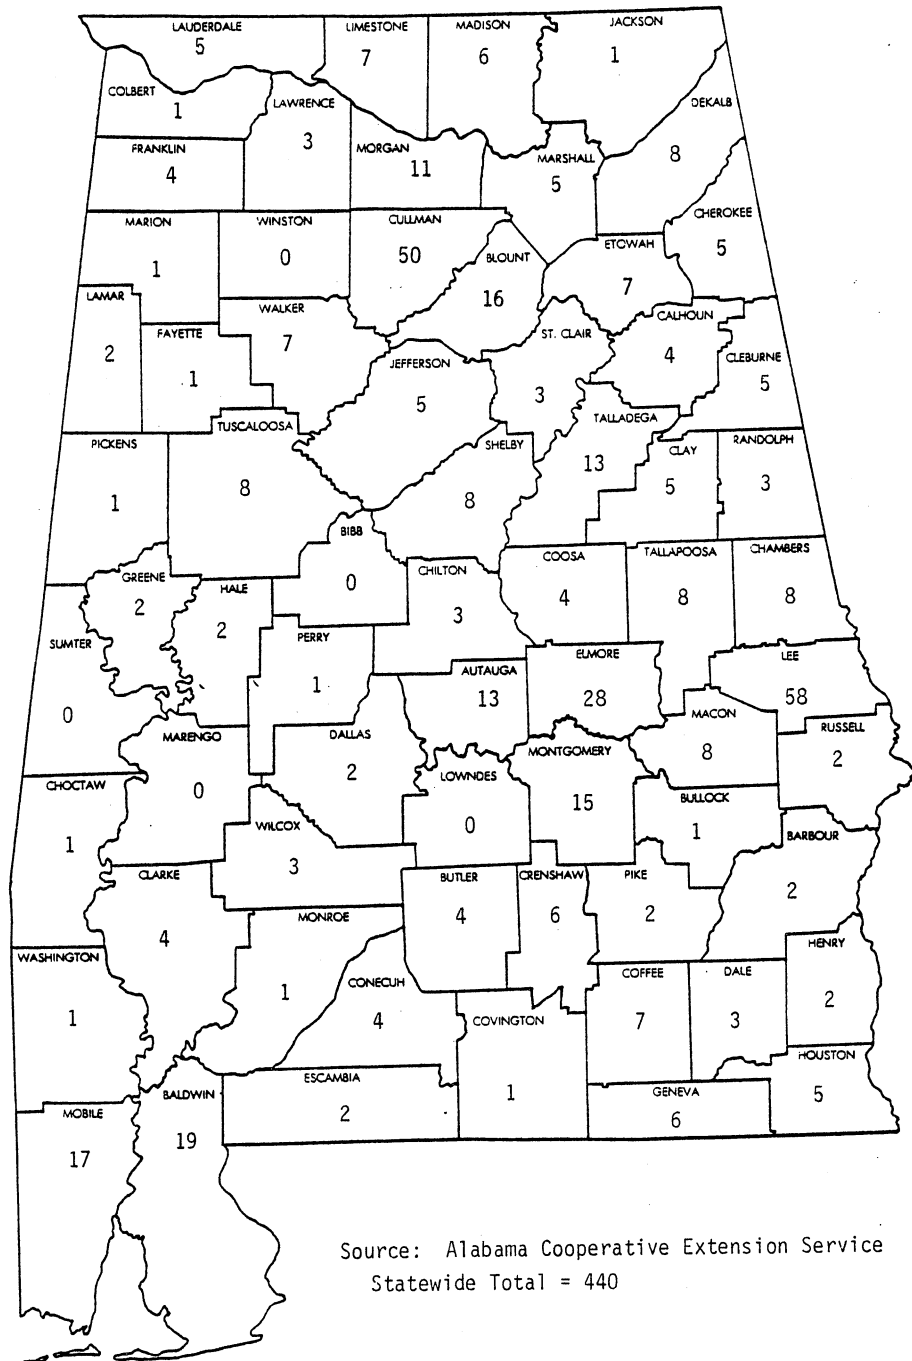 LAUDERDALE
5
LIMESTONE
7
MADISON
6
JACKSON
1
COLBERT
1
LAWRENCE
3
DEKALB
8
FRANKLIN
4
MORGAN
11
MARSHALL
5
MARION
1
WINSTON
0
CULLMAN
50
BLOUNT
16
ETOWAH
7
CHEROKEE
5
LAMAR
2
FAYETTE
1
WALKER
7
ST. CLAIR
3
CALHOUN
4
CLEBURNE
5
JEFFERSON
5
TALLADEGA
13
PICKENS
1
TUSCALOOSA
8
SHELBY
8
CLAY
5
RANDOLPH
3
BIBB
0
GREENE
2
HALE
2
CHILTON
3
COOSA
4
TALLAPOOSA
8
CHAMBERS
8
SUMTER
0
PERRY
1
AUTAUGA
13
ELMORE
28
LEE
58
MACON
8
RUSSELL
2
MARENGO
0
DALLAS
2
LOWNDES
0
MONTGOMERY
15
BULLOCK
1
CHOCTAW
1
WILCOX
3
BARBOUR
2
CLARKE
4
BUTLER
4
CRENSHAW
6
PIKE
2
MONROE
1
HENRY
2
WASHINGTON
1
CONECUH
4
COVINGTON
1
COFFEE
7
DALE
3
HOUSTON
5
ESCAMBIA
2
GENEVA
6
MOBILE
17
BALDWIN
19
Source: Alabama Cooperative Extension Service
Statewide Total = 440